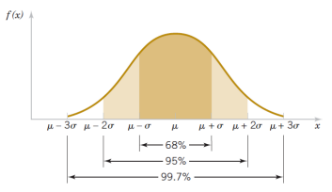 f(x)
μ – 3σ μ – 2σ μ – σ μ μ + σ μ + 2σ μ + 3σ x
68%
95%
99.7%